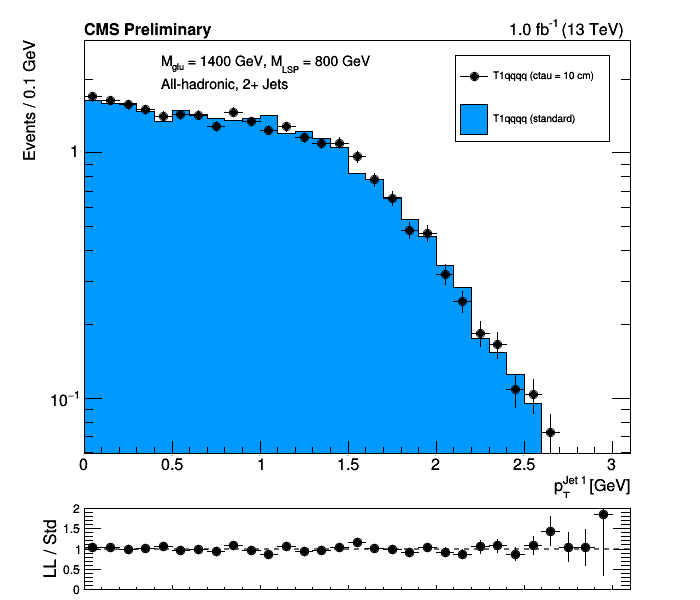 CMS Preliminary 1.0 fb⁻¹ (13 TeV)
M_glu = 1400 GeV, M_LSP = 800 GeV
All-hadronic, 2+ Jets
T1qqqq (ctau = 10 cm)
T1qqqq (standard)
Events / 0.1 GeV
1
10⁻¹
0 0.5 1 1.5 2 2.5 3
p_T^Jet 1 [GeV]
LL / Std
2
1.5
1
0.5
0